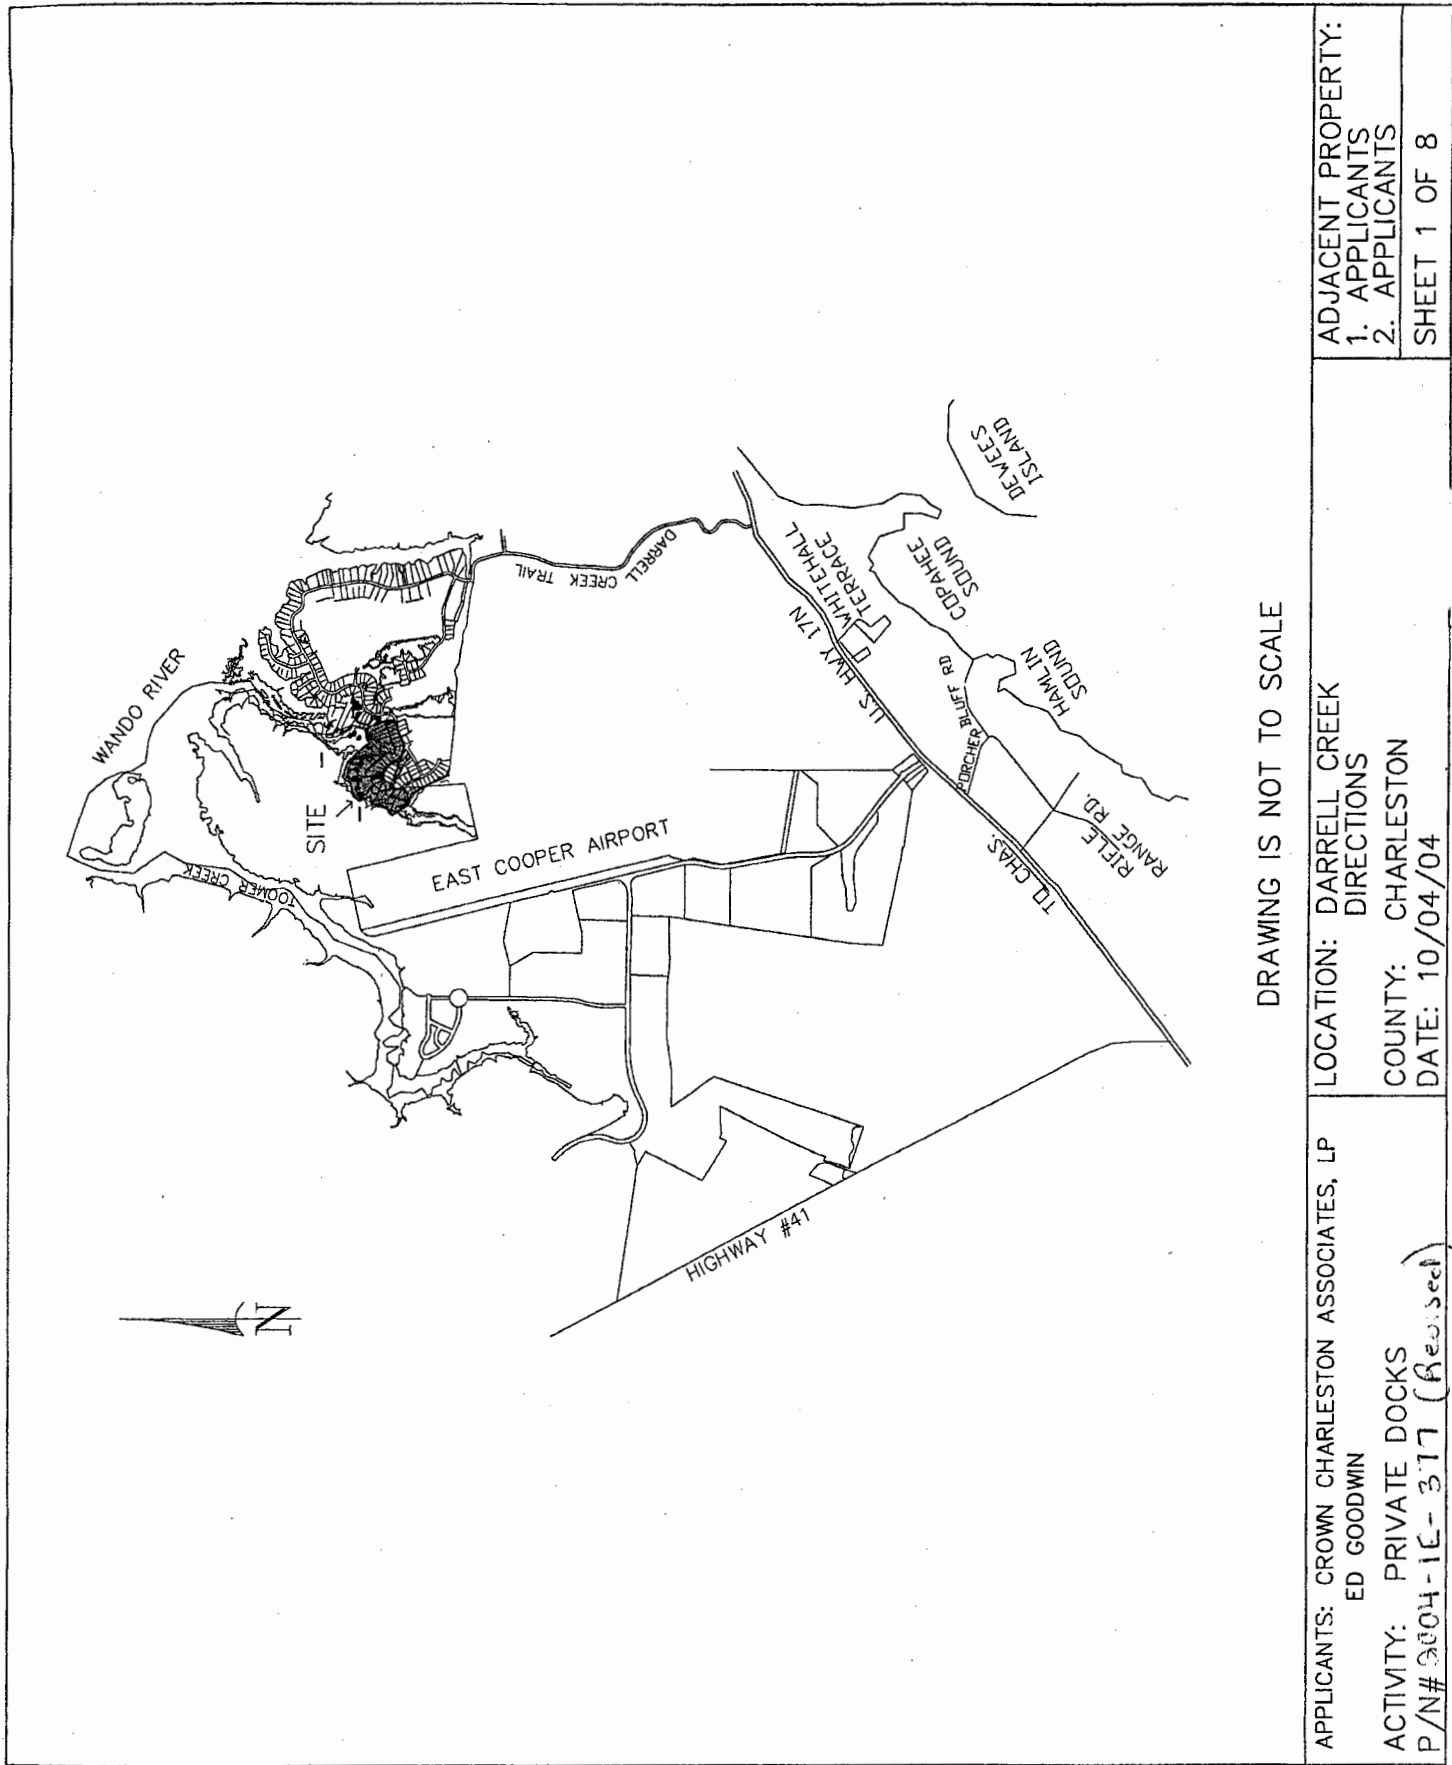 WANDO RIVER
SITE
TOOMER CREEK
EAST COOPER AIRPORT
DARRELL
CREEK TRAIL
U.S. HWY 17N
WHITEHALL
TERRACE
COPAHEE
SOUND
DEWEES
ISLAND
HAMLIN
SOUND
PORCHER BLUFF RD
RIFLE
RANGE RD.
TO CHAS.
HIGHWAY #41
N
DRAWING IS NOT TO SCALE
APPLICANTS: CROWN CHARLESTON ASSOCIATES, LP
ED GOODWIN
ACTIVITY: PRIVATE DOCKS
P/N# 2004-1E-377 (Revised)
LOCATION: DARRELL CREEK
DIRECTIONS
COUNTY: CHARLESTON
DATE: 10/04/04
ADJACENT PROPERTY:
1. APPLICANTS
2. APPLICANTS
SHEET 1 OF 8